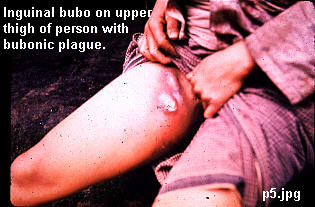 Inguinal bubo on upper
thigh of person with
bubonic plague.
p5.jpg